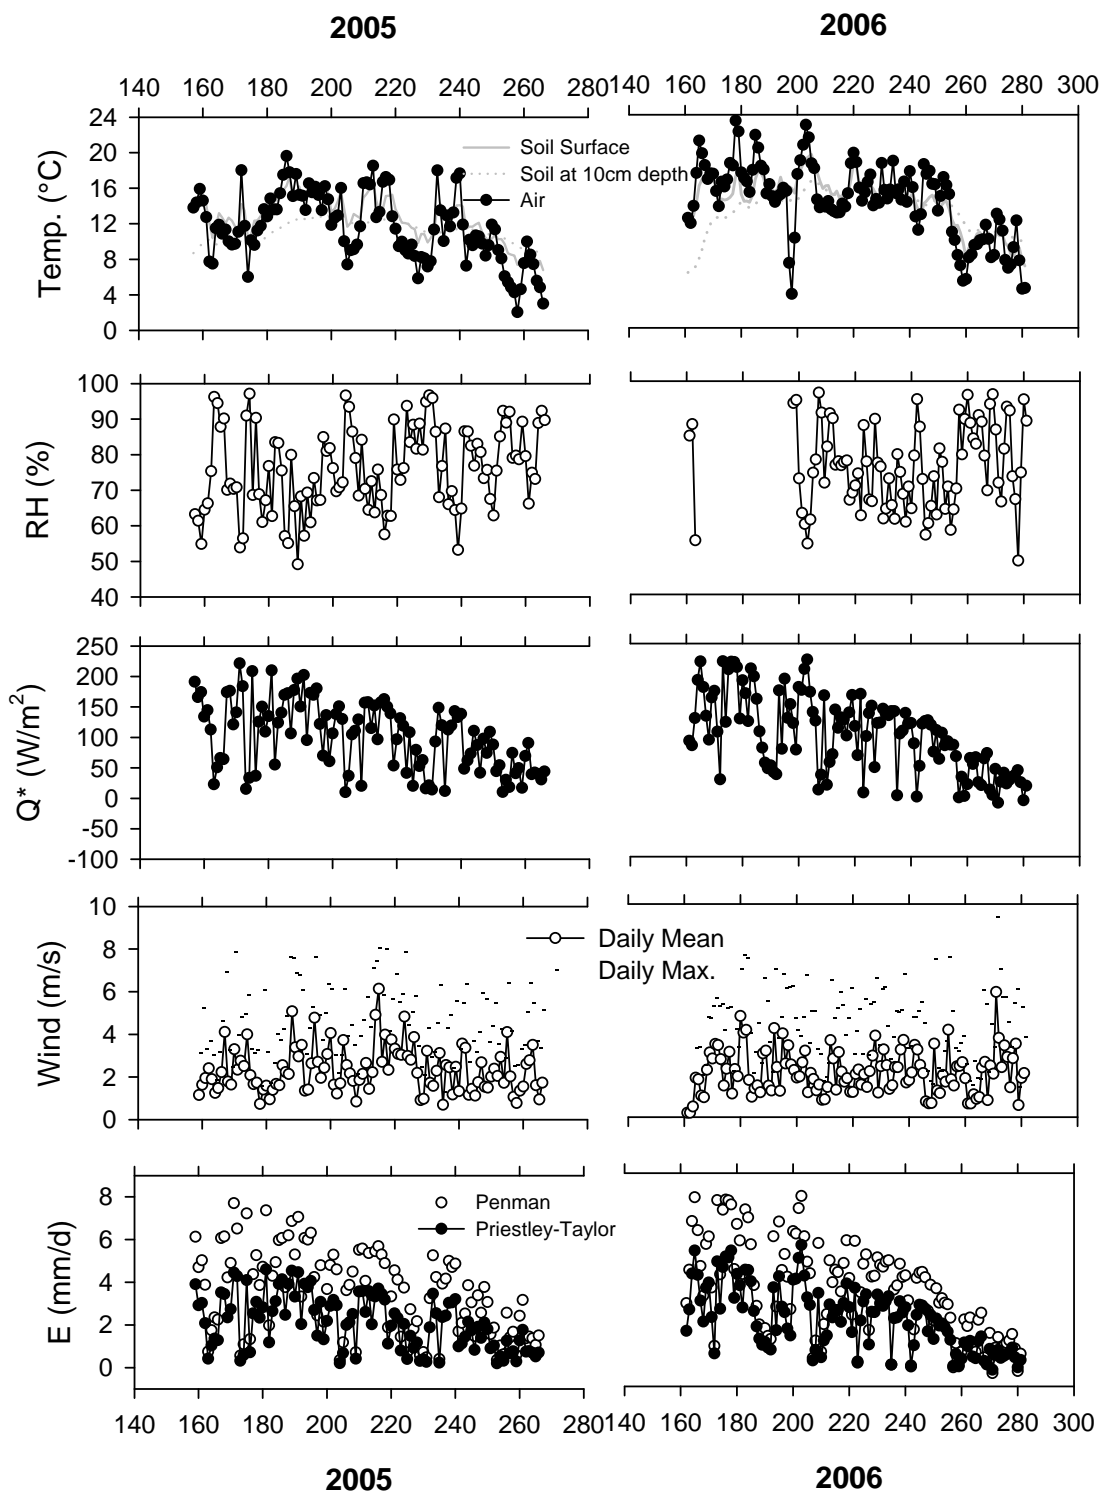 2005
2006
140 160 180 200 220 240 260 280
140 160 180 200 220 240 260 280 300
Temp. (°C)
24
20
16
12
8
4
0
Soil Surface
Soil at 10cm depth
Air
RH (%)
100
90
80
70
60
50
40
Q* (W/m2)
250
200
150
100
50
0
-50
-100
Wind (m/s)
10
8
6
4
2
0
Daily Mean
Daily Max.
E (mm/d)
8
6
4
2
0
Penman
Priestley-Taylor
140 160 180 200 220 240 260 280
140 160 180 200 220 240 260 280 300
2005
2006